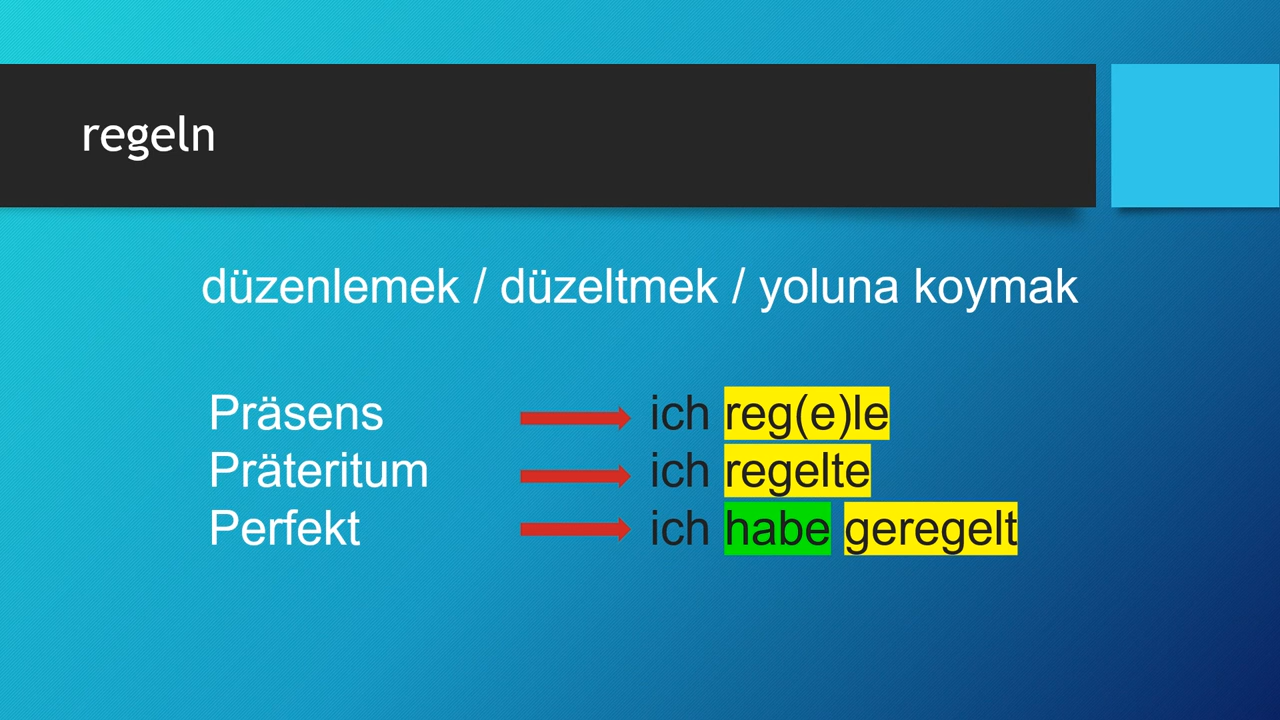 regeln
düzenlemek / düzeltmek / yoluna koymak
Präsens ich reg(e)le
Präteritum ich regelte
Perfekt ich habe geregelt